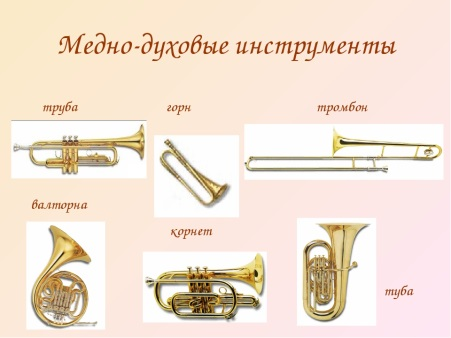 Медно-духовые инструменты
труба горн тромбон
валторна
корнет
туба